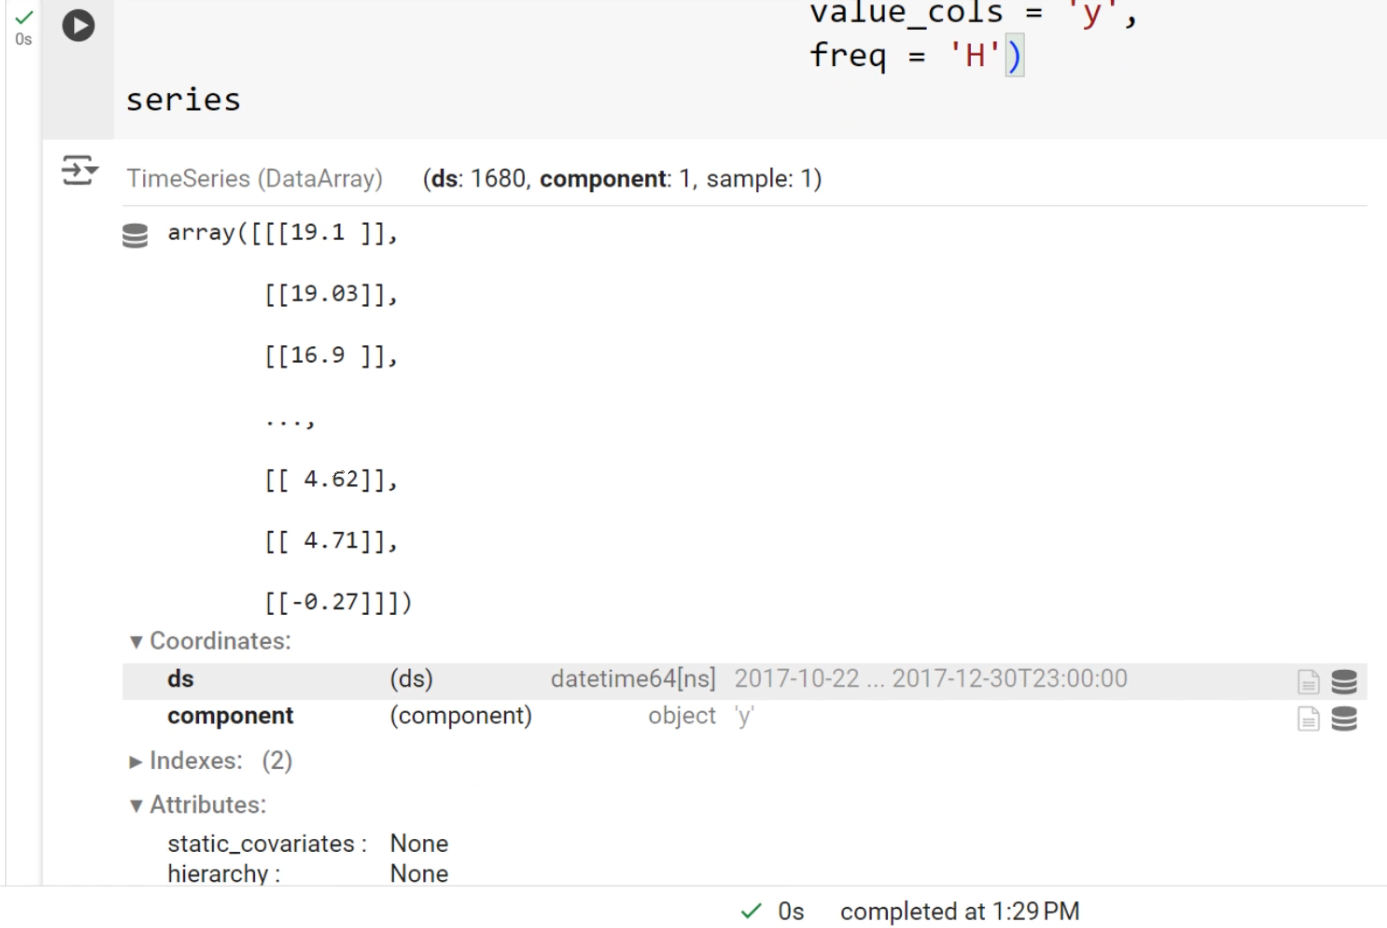 0s
value_cols = 'y',
freq = 'H')
series
TimeSeries (DataArray) (ds: 1680, component: 1, sample: 1)
array([[[19.1 ]],
[[19.03]],
[[16.9 ]],
...,
[[ 4.62]],
[[ 4.71]],
[[-0.27]]])
▼ Coordinates:
ds (ds) datetime64[ns] 2017-10-22 ... 2017-12-30T23:00:00
component (component) object 'y'
► Indexes: (2)
▼ Attributes:
static_covariates : None
hierarchy : None
0s completed at 1:29 PM